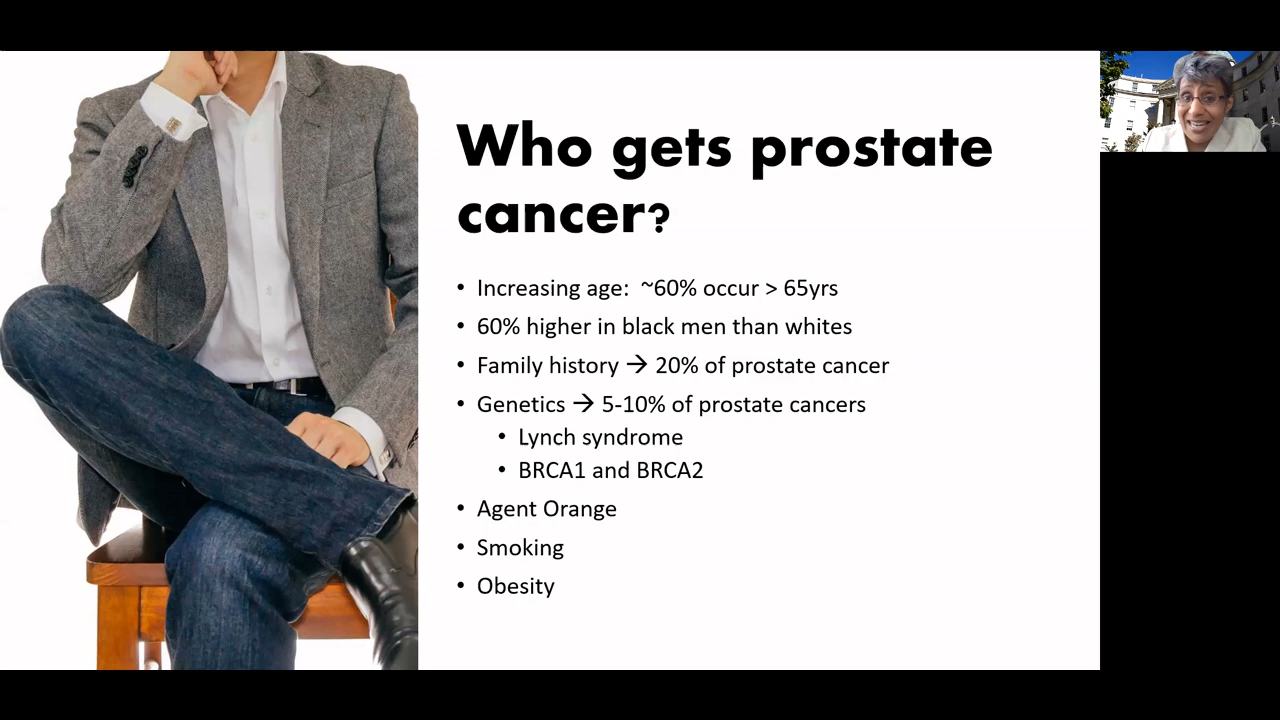 Who gets prostate
cancer?
• Increasing age: ~60% occur > 65yrs
• 60% higher in black men than whites
• Family history → 20% of prostate cancer
• Genetics → 5-10% of prostate cancers
• Lynch syndrome
• BRCA1 and BRCA2
• Agent Orange
• Smoking
• Obesity